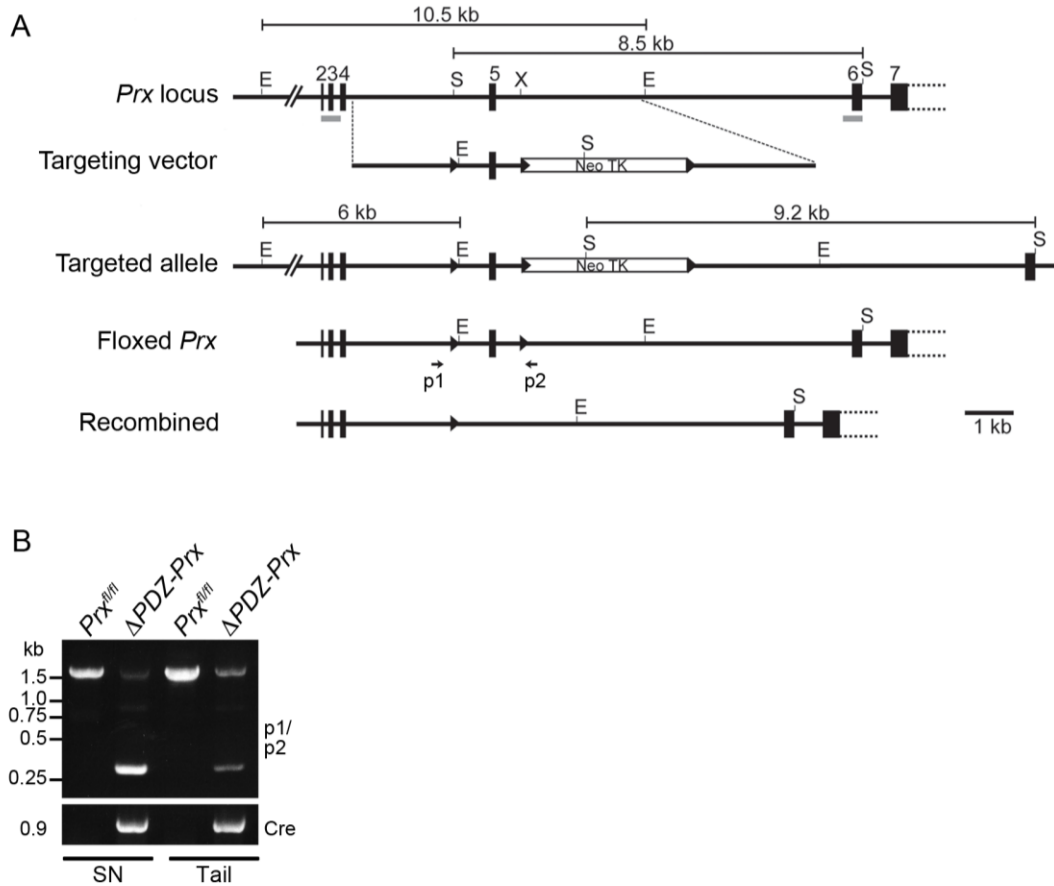 A
10.5 kb
8.5 kb
Prx locus
E 234 S 5 X E 6 S 7
Targeting vector
E S
Neo TK
6 kb 9.2 kb
Targeted allele
E E S E S
Neo TK
Floxed Prx
E E S
p1 p2
Recombined
E S
1 kb
B
Prxfl/fl ΔPDZ-Prx Prxfl/fl ΔPDZ-Prx
kb
1.5
1.0
0.75
0.5
0.25
p1/
p2
0.9 Cre
SN Tail